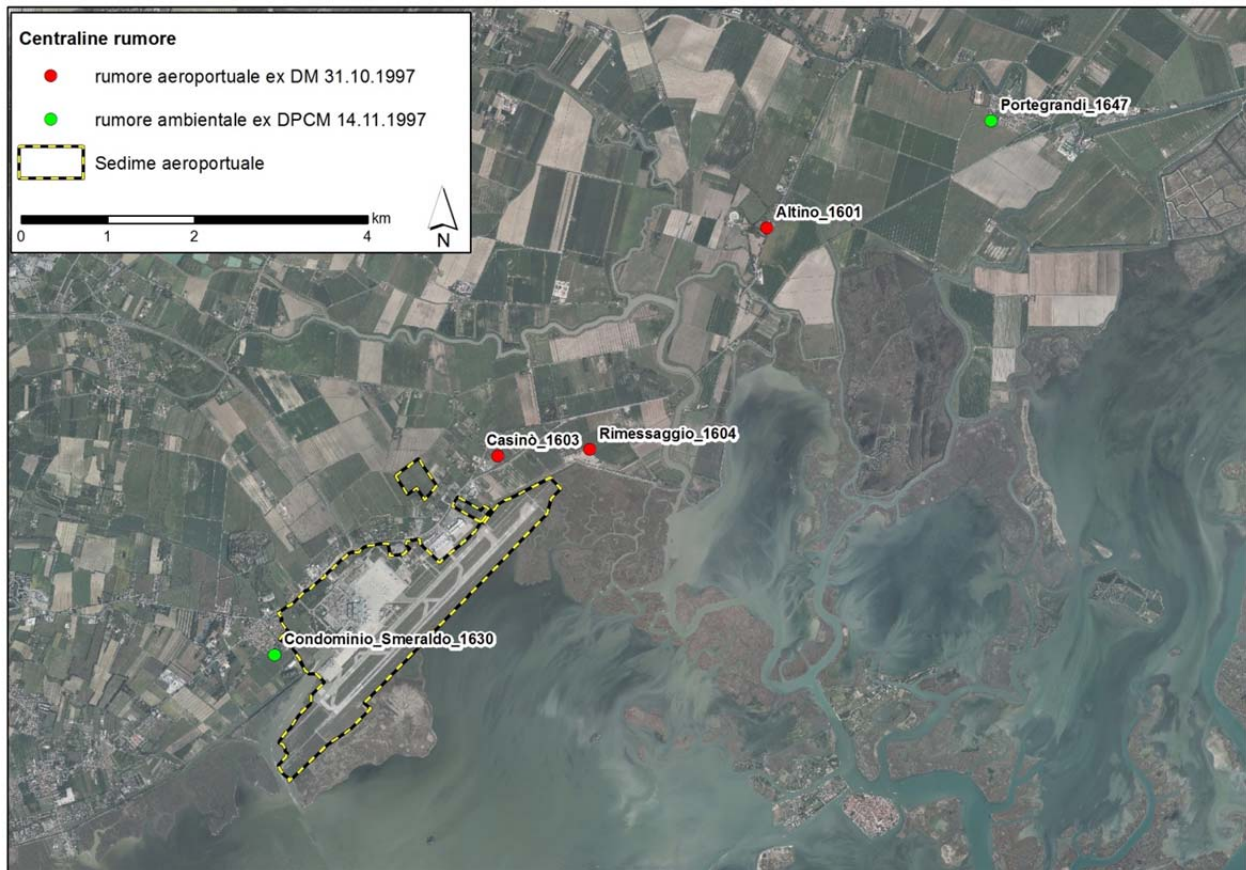 Centraline rumore
rumore aeroportuale ex DM 31.10.1997
rumore ambientale ex DPCM 14.11.1997
Sedime aeroportuale
km
0 1 2 4
N
Portegrandi_1647
Altino_1601
Casinò_1603
Rimessaggio_1604
Condominio_Smeraldo_1630